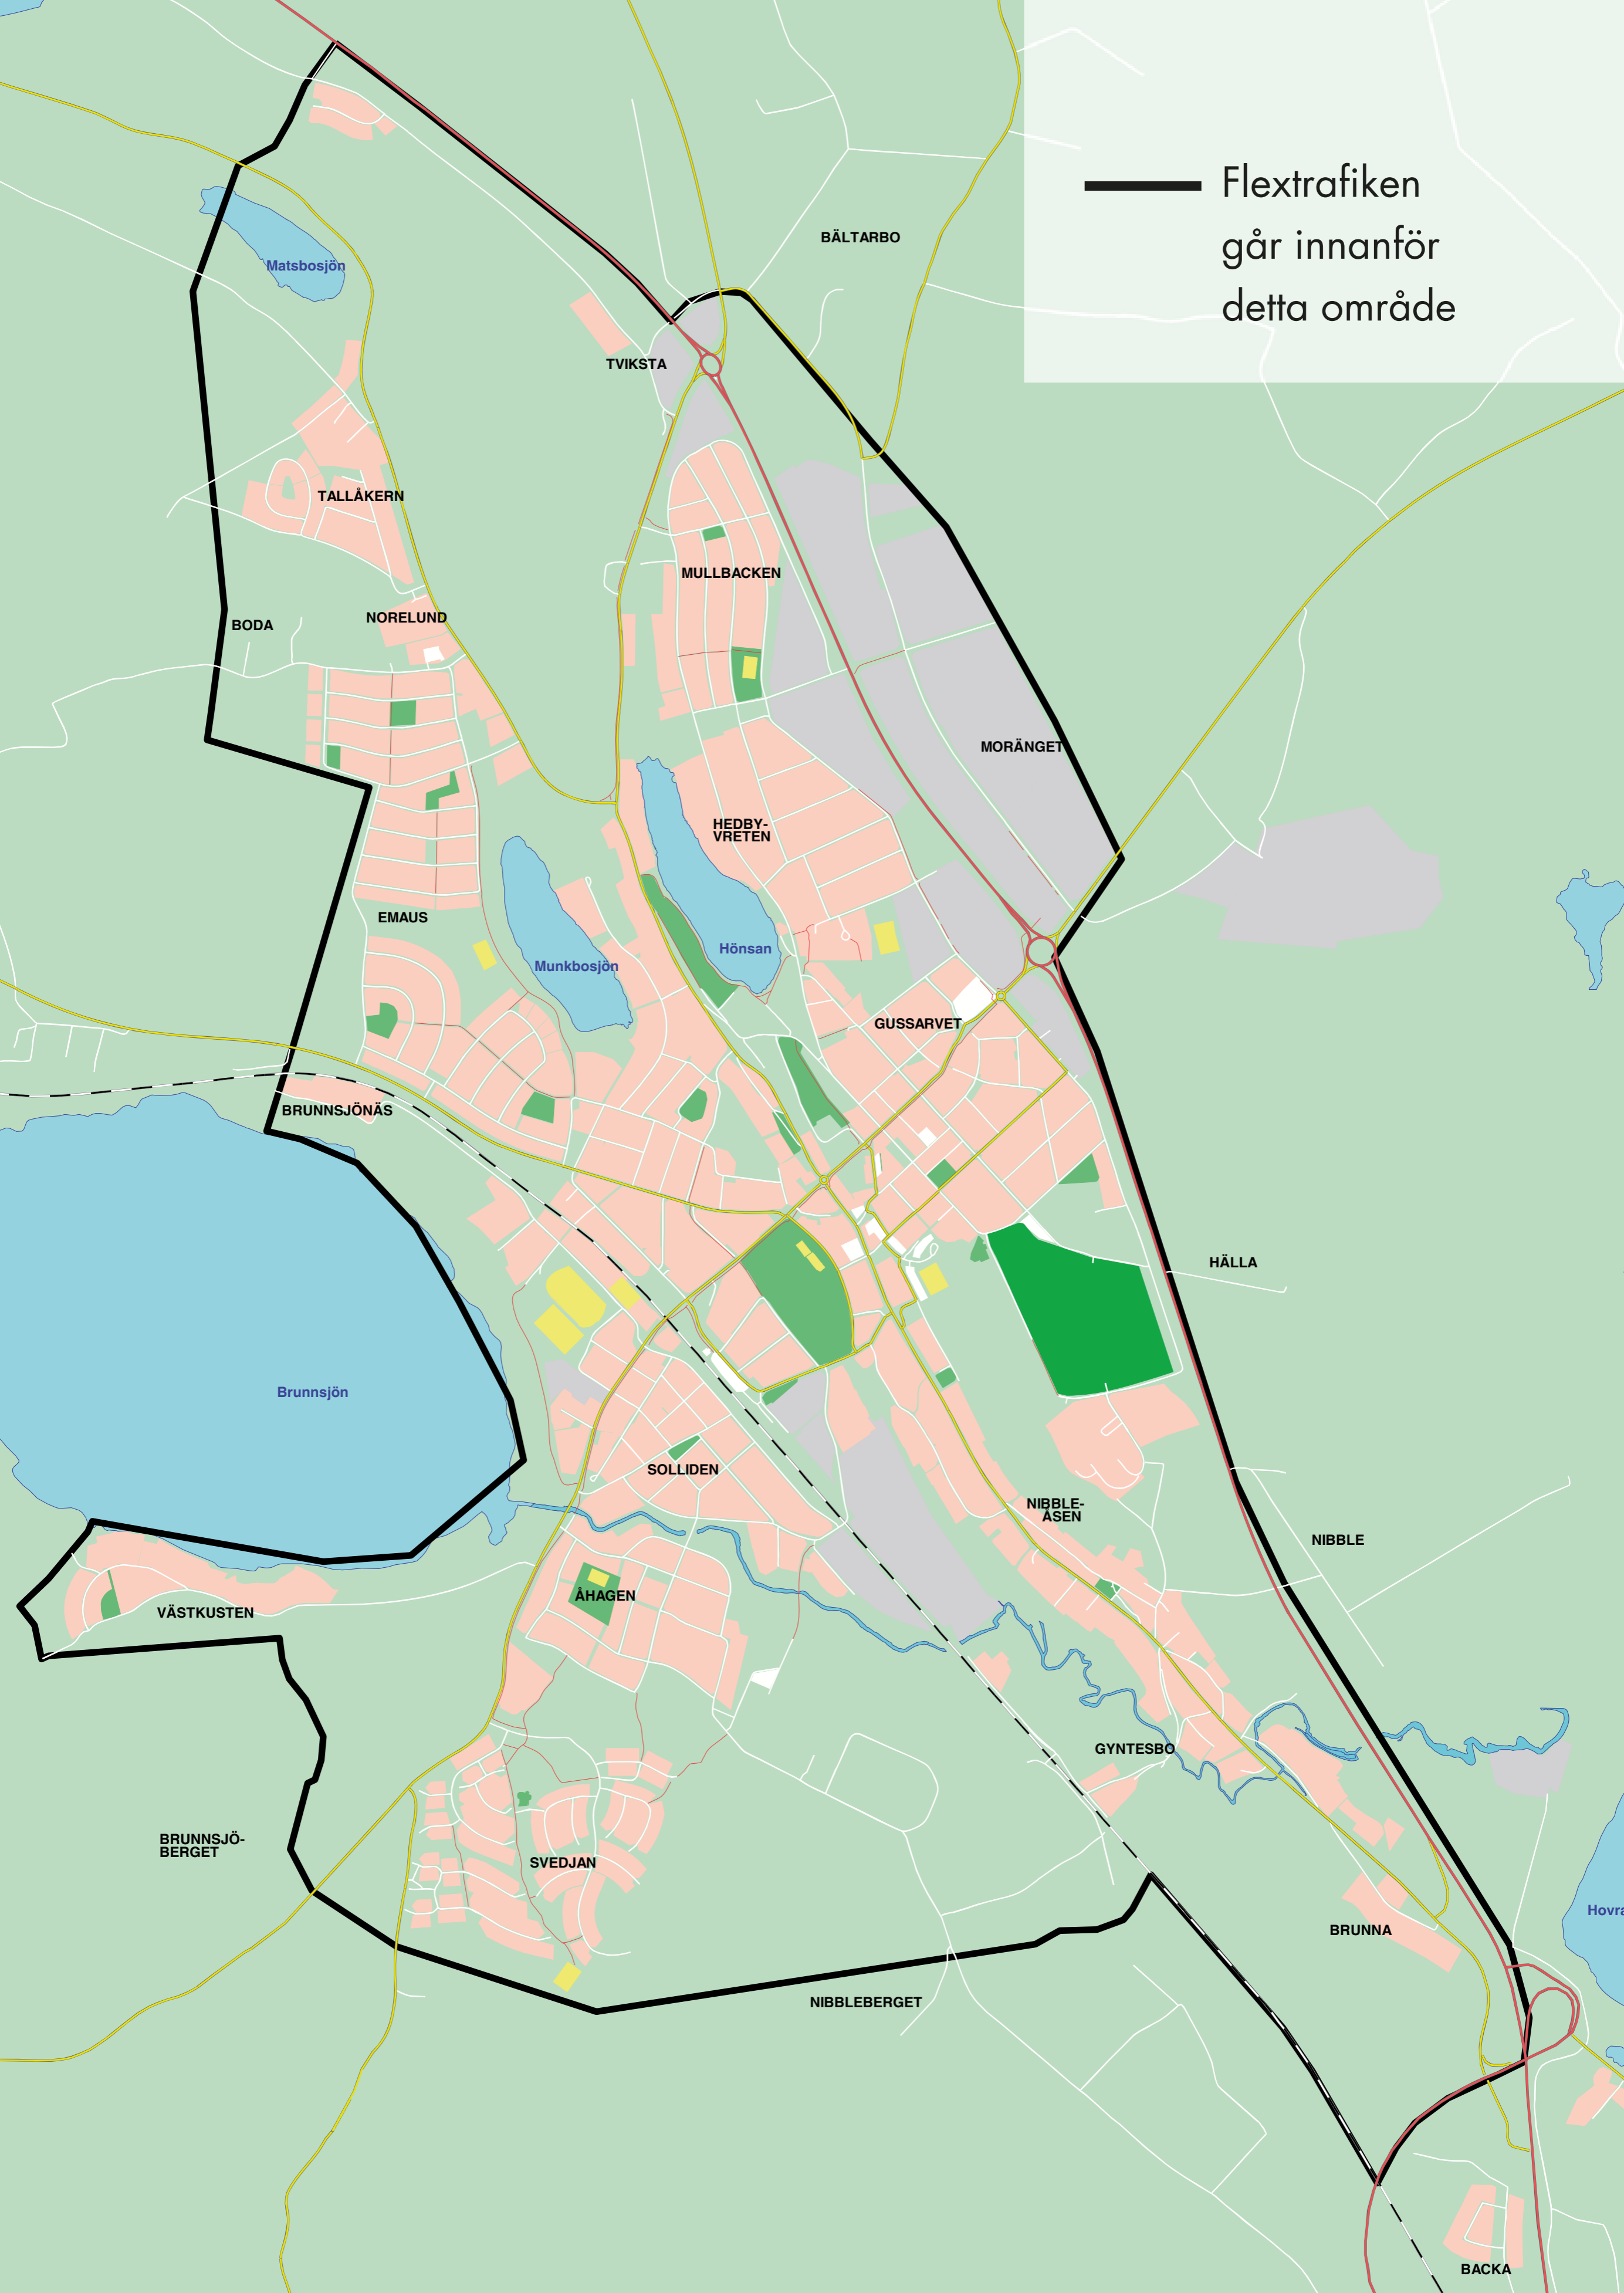 Flextrafiken
går innanför
detta område
BÄLTARBO
Matsbosjön
TVIKSTA
TALLÅKERN
MULLBACKEN
NORELUND
BODA
MORÄNGET
HEDBY-
VRETEN
EMAUS
Hönsan
Munkbosjön
GUSSARVET
BRUNNSJÖNÄS
HÄLLA
Brunnsjön
SOLLIDEN
NIBBLE-
ÅSEN
NIBBLE
ÅHAGEN
VÄSTKUSTEN
GYNTESBO
BRUNNSJÖ-
BERGET
SVEDJAN
Hovra
BRUNNA
NIBBLEBERGET
BACKA